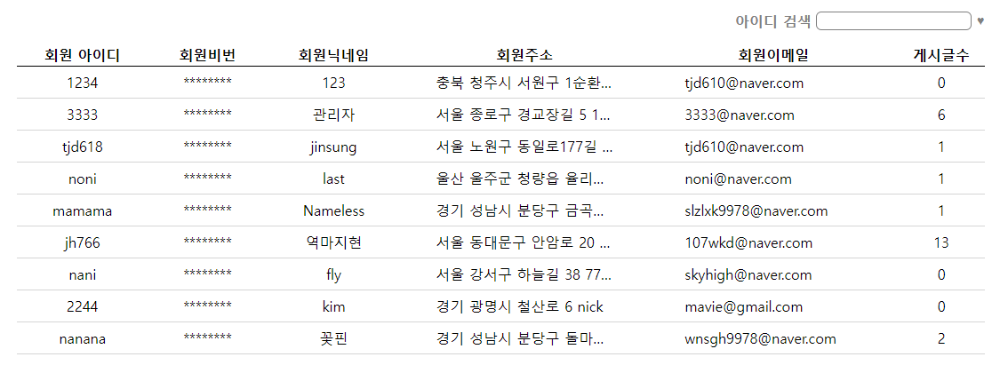 아이디 검색 ♥
회원 아이디 회원비번 회원닉네임 회원주소 회원이메일 게시글수
1234 ******** 123 충북 청주시 서원구 1순환... tjd610@naver.com 0
3333 ******** 관리자 서울 종로구 경교장길 5 1... 3333@naver.com 6
tjd618 ******** jinsung 서울 노원구 동일로177길 ... tjd610@naver.com 1
noni ******** last 울산 울주군 청량읍 율리... noni@naver.com 1
mamama ******** Nameless 경기 성남시 분당구 금곡... slzlxk9978@naver.com 1
jh766 ******** 역마지현 서울 동대문구 안암로 20 ... 107wkd@naver.com 13
nani ******** fly 서울 강서구 하늘길 38 77... skyhigh@naver.com 0
2244 ******** kim 경기 광명시 철산로 6 nick mavie@gmail.com 0
nanana ******** 꽃핀 경기 성남시 분당구 돌마... wnsgh9978@naver.com 2